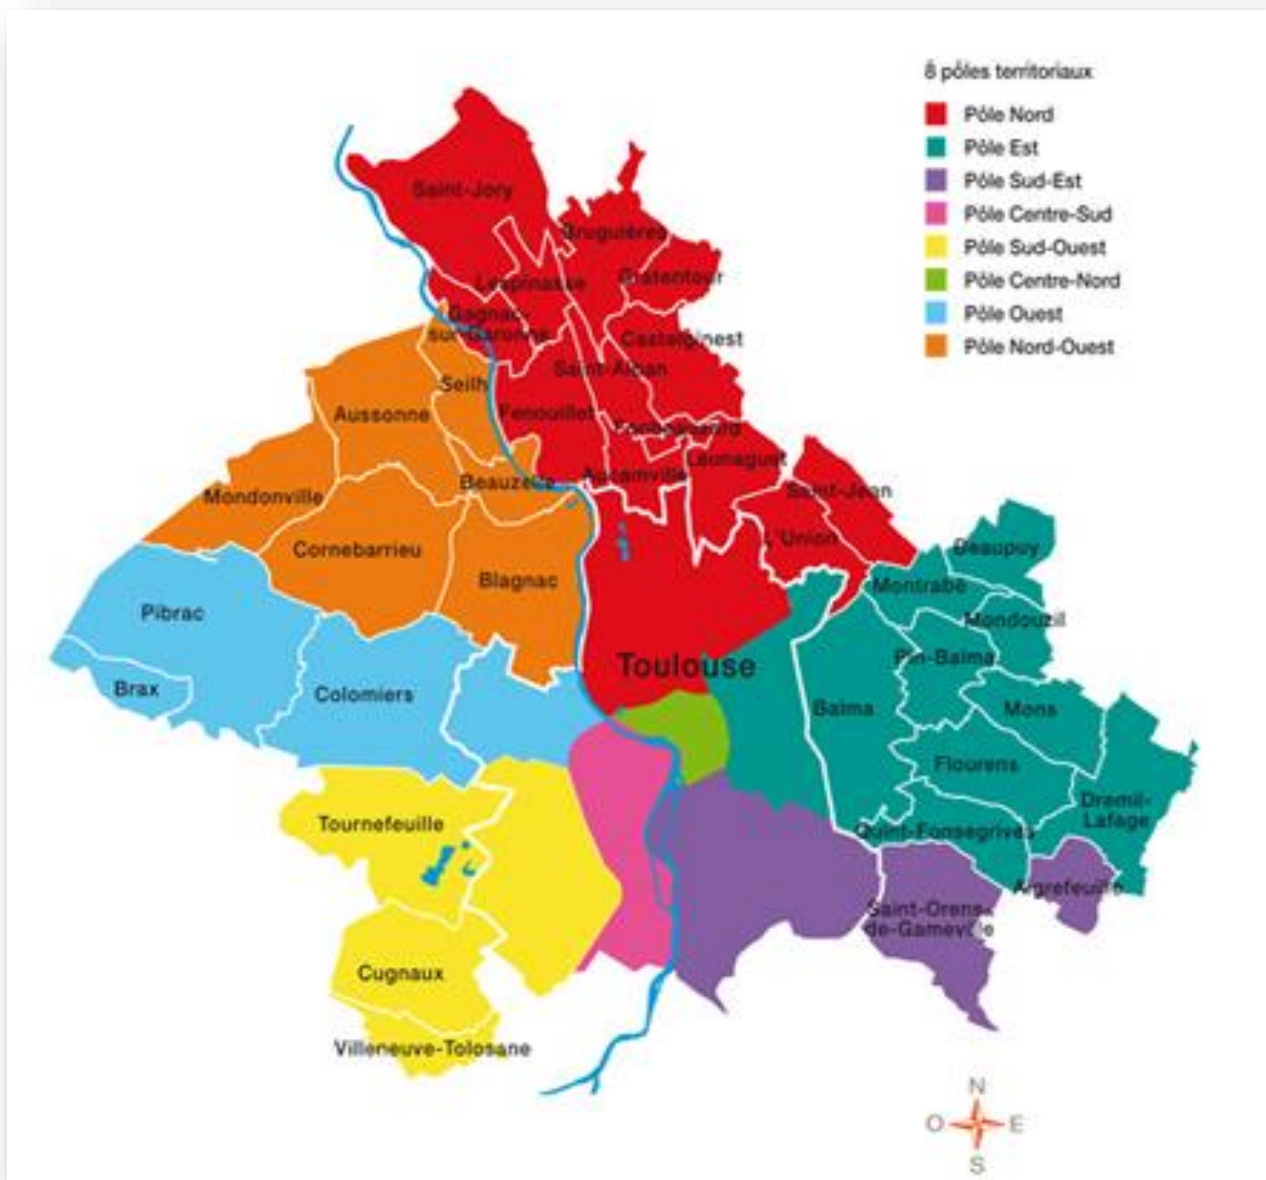 8 pôles territoriaux
Pôle Nord
Pôle Est
Pôle Sud-Est
Pôle Centre-Sud
Pôle Sud-Ouest
Pôle Centre-Nord
Pôle Ouest
Pôle Nord-Ouest
Saint-Jory
Bruguières
Gratentour
Lespinasse
Gagnac-
sur-Garonne
Castelginest
Saint-Alban
Seilh
Aussonne
Fenouillet
Fonbeauzard
Launaguet
Aucamville
Beauzelle
Saint-Jean
Mondonville
L'Union
Cornebarrieu
Beaupuy
Blagnac
Montrabé
Pibrac
Mondouzil
Pin-Balma
Toulouse
Brax
Colomiers
Balma
Mons
Flourens
Dremil-
Lafage
Tournefeuille
Quint-Fonsegrives
Aigrefeuille
Saint-Orens-
de-Gameville
Cugnaux
Villeneuve-Tolosane
N
O E
S